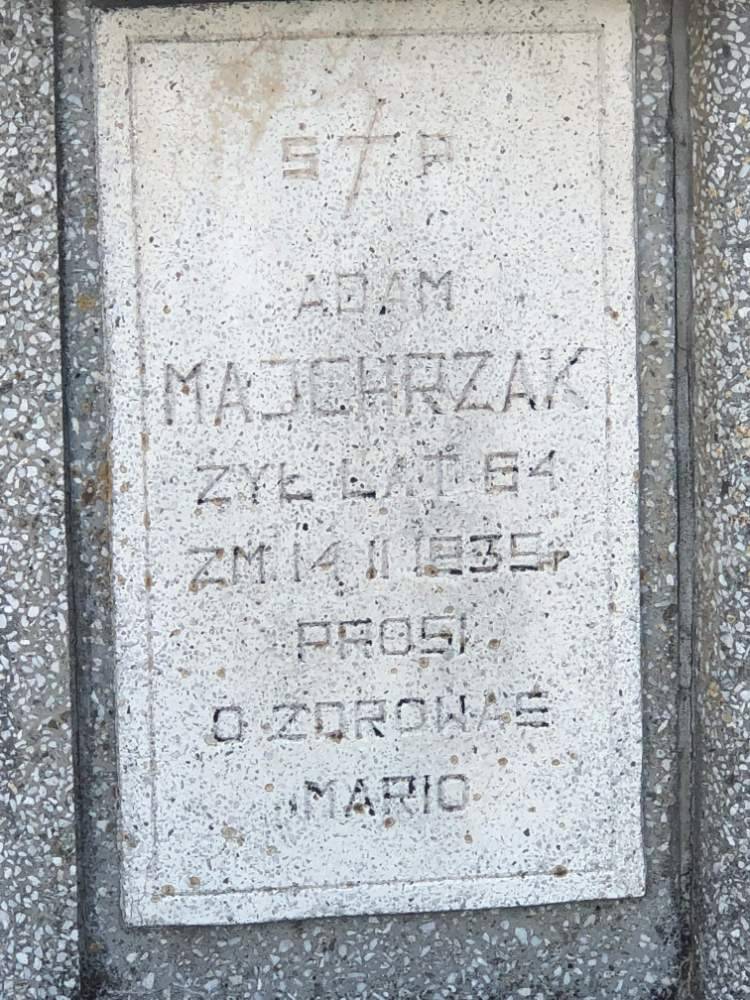 S P
ADAM
MAJCHRZAK
ŻYŁ LAT 64
ZM. 14 II 1935 r
PROSI
O ZDROWAŚ
MARIO